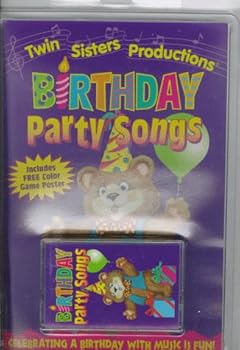 Twin Sisters Productions
BIRTHDAY
Party Songs
Includes
FREE Color
Game Poster
BIRTHDAY
Party Songs
CELEBRATING A BIRTHDAY WITH MUSIC IS FUN!